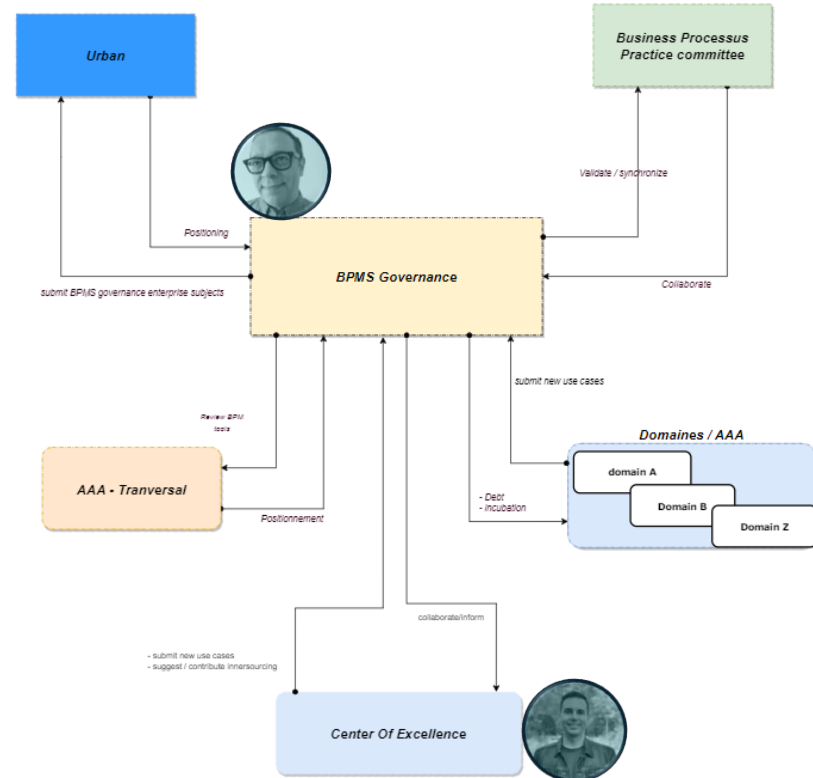 Urban
Business Processus
Practice committee
Validate / synchronize
Positioning
BPMS Governance
submit BPMS governance enterprise subjects
Collaborate
submit new use cases
Review BPM
tools
Domaines / AAA
domain A
AAA - Tranversal
- Debt
- incubation
Domain B
Positionnement
Domain Z
collaborate/inform
- submit new use cases
- suggest / contribute innersourcing
Center Of Excellence